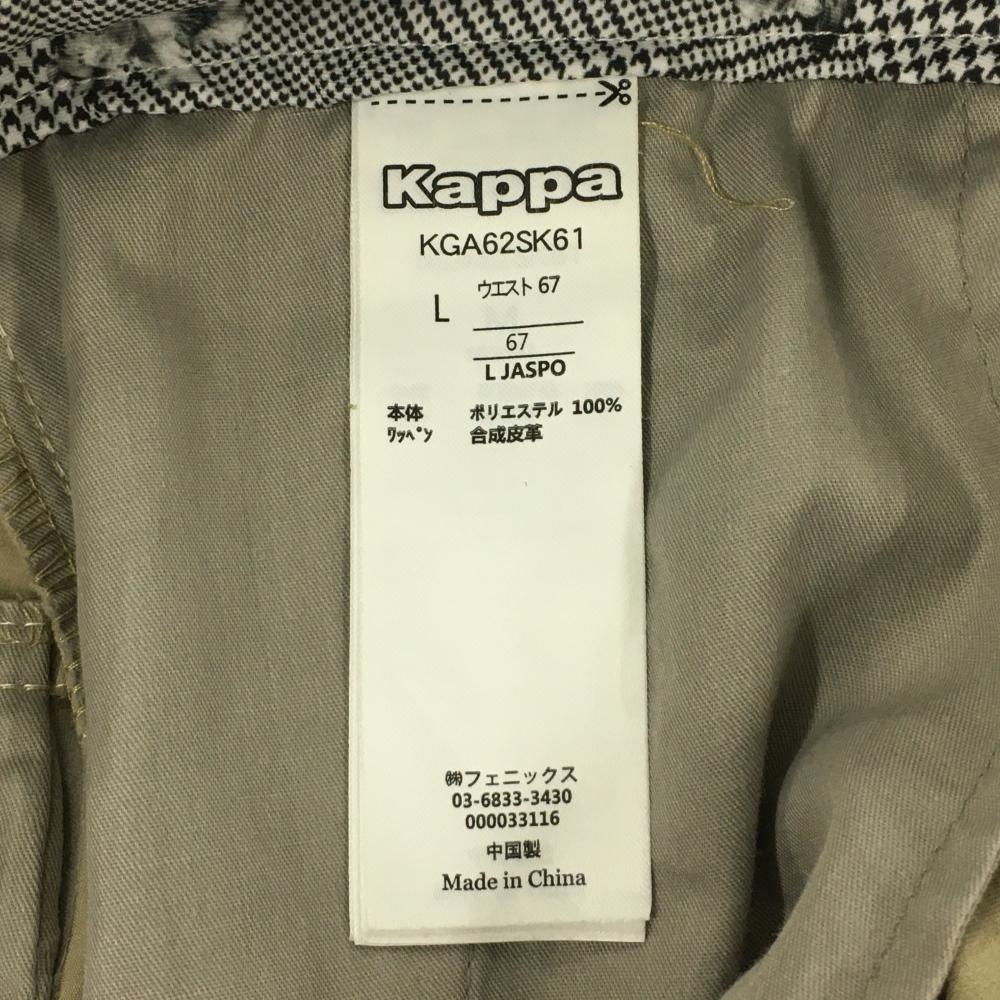 Kappa
KGA62SK61
L
ウエスト 67
67
L JASPO
本体 ポリエステル 100%
ﾜｯﾍﾟﾝ 合成皮革
㈱フェニックス
03-6833-3430
000033116
中国製
Made in China